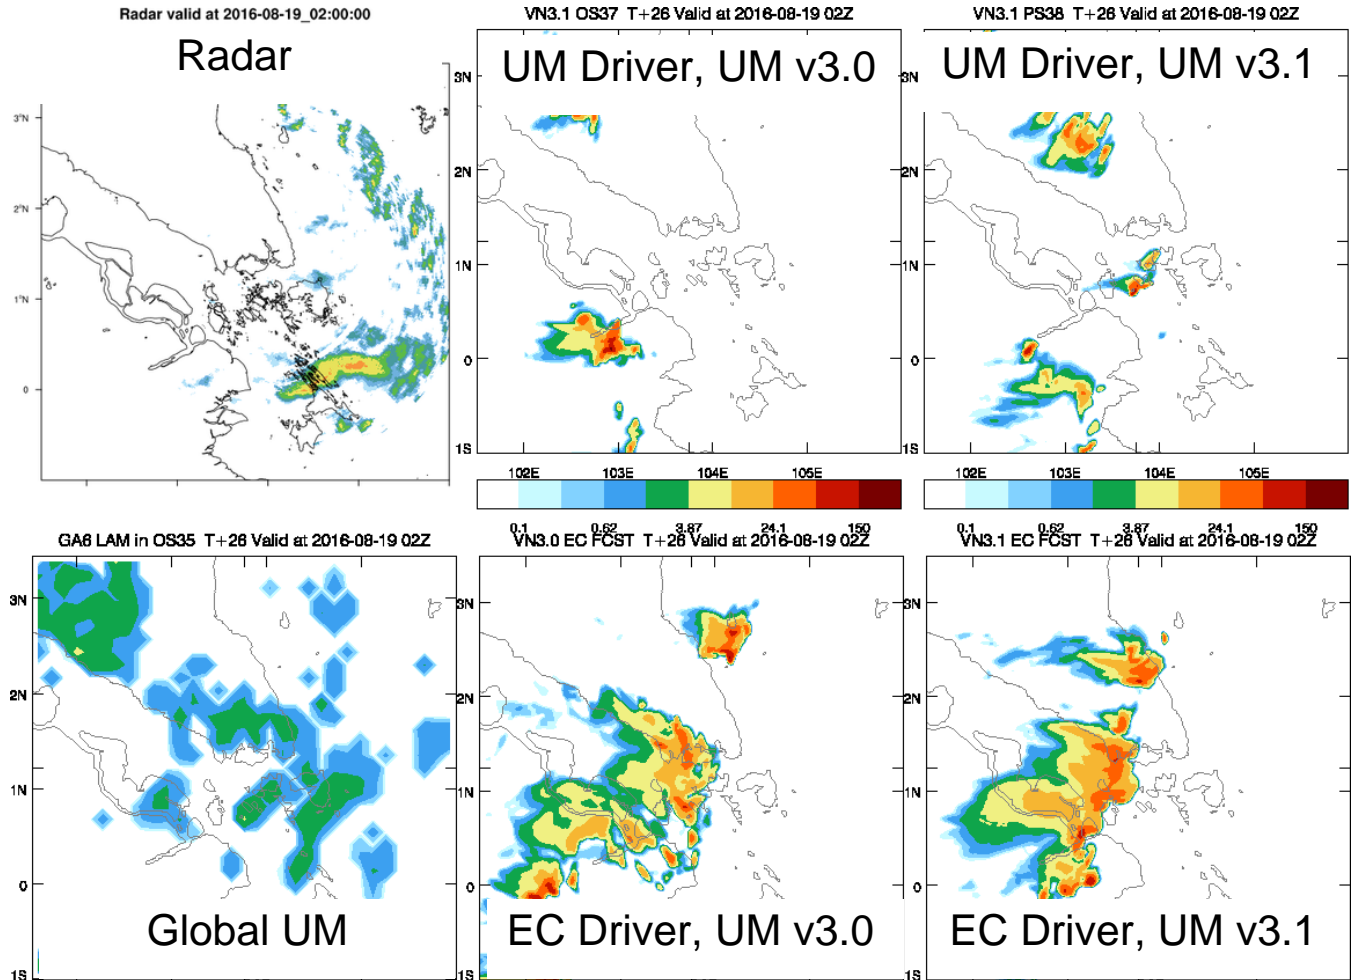 Radar valid at 2016-08-19_02:00:00
Radar
3°N
2°N
1°N
0
VN3.1 OS37 T+26 Valid at 2016-08-19 02Z
UM Driver, UM v3.0
3N
2N
1N
0
1S
102E 103E 104E 105E
0.1 0.62 3.87 24.1 150
VN3.1 PS38 T+26 Valid at 2016-08-19 02Z
UM Driver, UM v3.1
3N
2N
1N
0
1S
102E 103E 104E 105E
0.1 0.62 3.87 24.1 150
GA6 LAM in OS35 T+26 Valid at 2016-08-19 02Z
3N
2N
1N
0
Global UM
1S
VN3.0 EC FCST T+26 Valid at 2016-08-19 02Z
3N
2N
1N
0
EC Driver, UM v3.0
1S
VN3.1 EC FCST T+26 Valid at 2016-08-19 02Z
3N
2N
1N
0
EC Driver, UM v3.1
1S